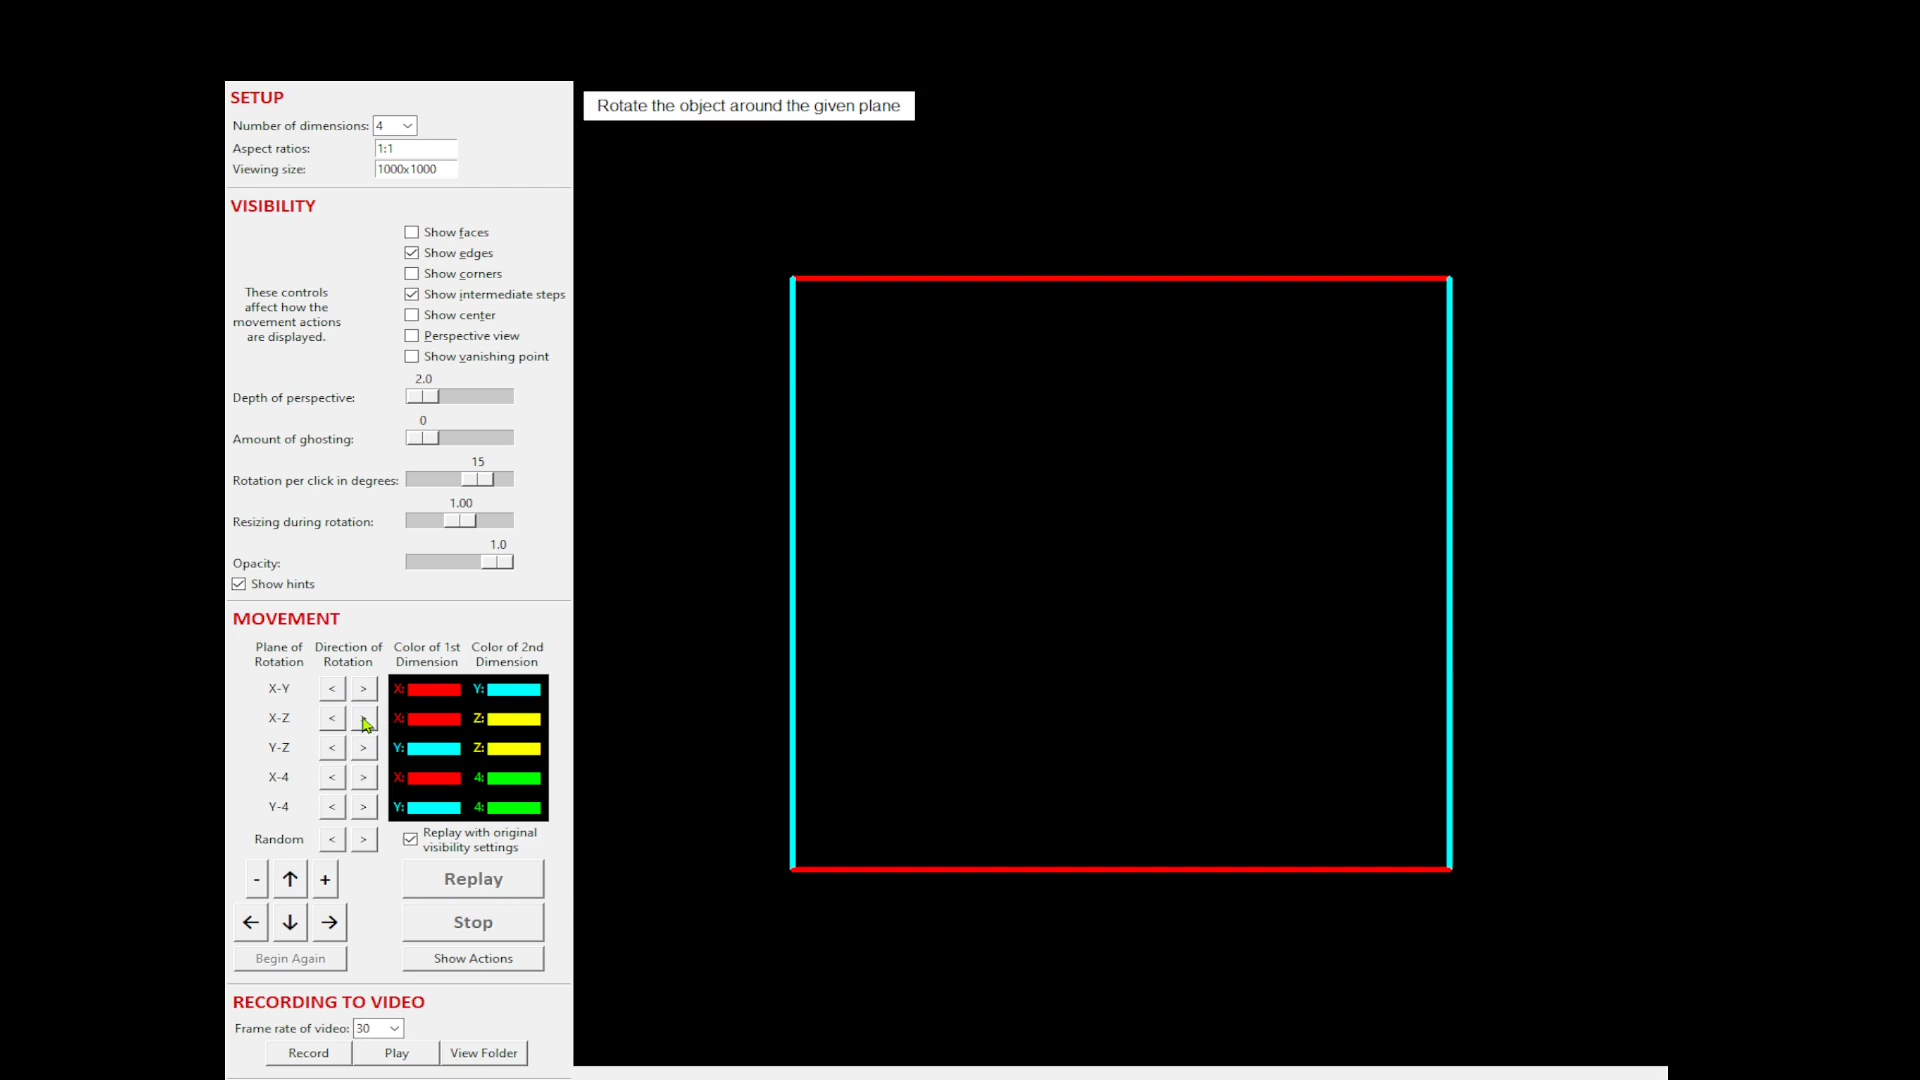 SETUP
Rotate the object around the given plane
Number of dimensions: 4
Aspect ratios: 1:1
Viewing size: 1000x1000
VISIBILITY
Show faces
Show edges
Show corners
These controls
affect how the
movement actions
are displayed.
Show intermediate steps
Show center
Perspective view
Show vanishing point
2.0
Depth of perspective:
0
Amount of ghosting:
15
Rotation per click in degrees:
1.00
Resizing during rotation:
1.0
Opacity:
Show hints
MOVEMENT
Plane of Direction of Color of 1st Color of 2nd
Rotation Rotation Dimension Dimension
X-Y < > X: Y:
X-Z < X: Z:
Y-Z < > Y: Z:
X-4 < > X: 4:
Y-4 < > Y: 4:
Random < > Replay with original
visibility settings
- ↑ + Replay
← ↓ → Stop
Begin Again Show Actions
RECORDING TO VIDEO
Frame rate of video: 30
Record Play View Folder